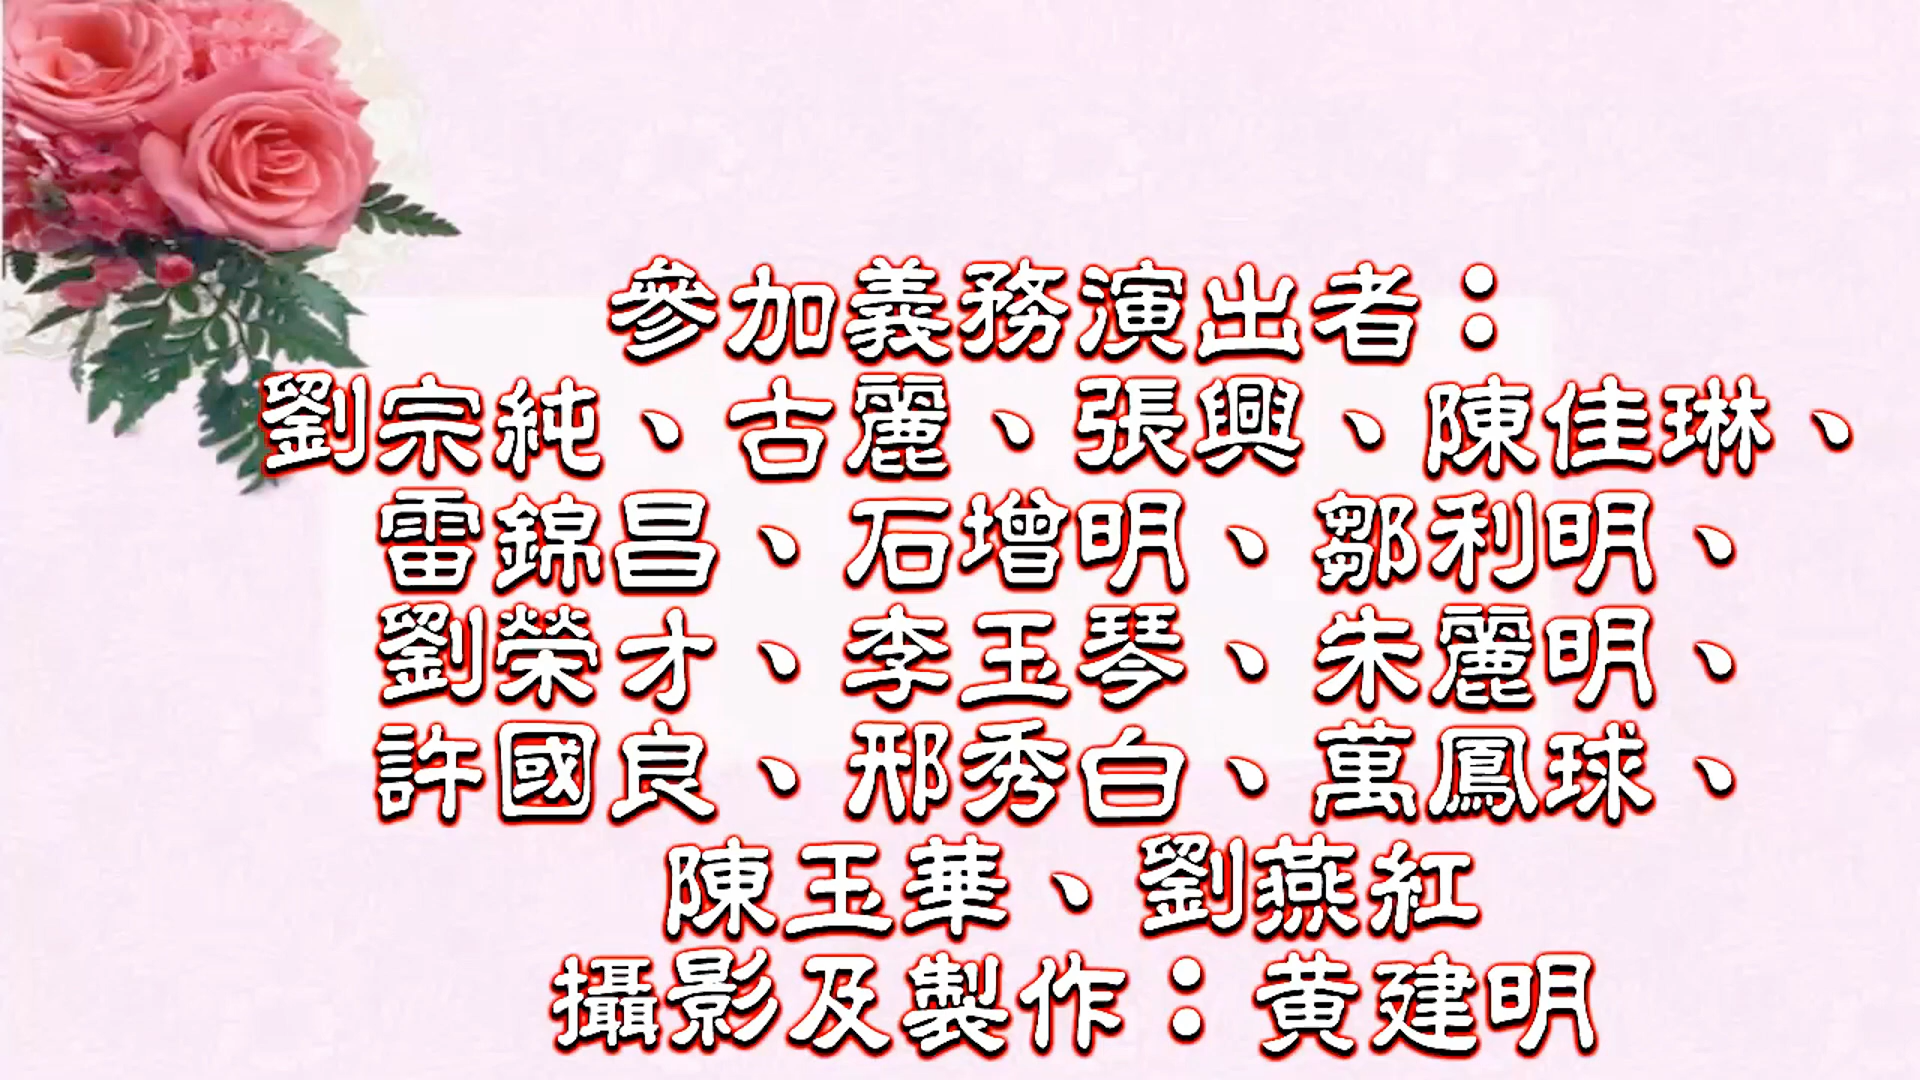 參加義務演出者：
劉宗純、古麗、張興、陳佳琳、
雷錦昌、石增明、鄒利明、
劉榮才、李玉琴、朱麗明、
許國良、邢秀白、萬鳳球、
陳玉華、劉燕紅
攝影及製作：黄建明